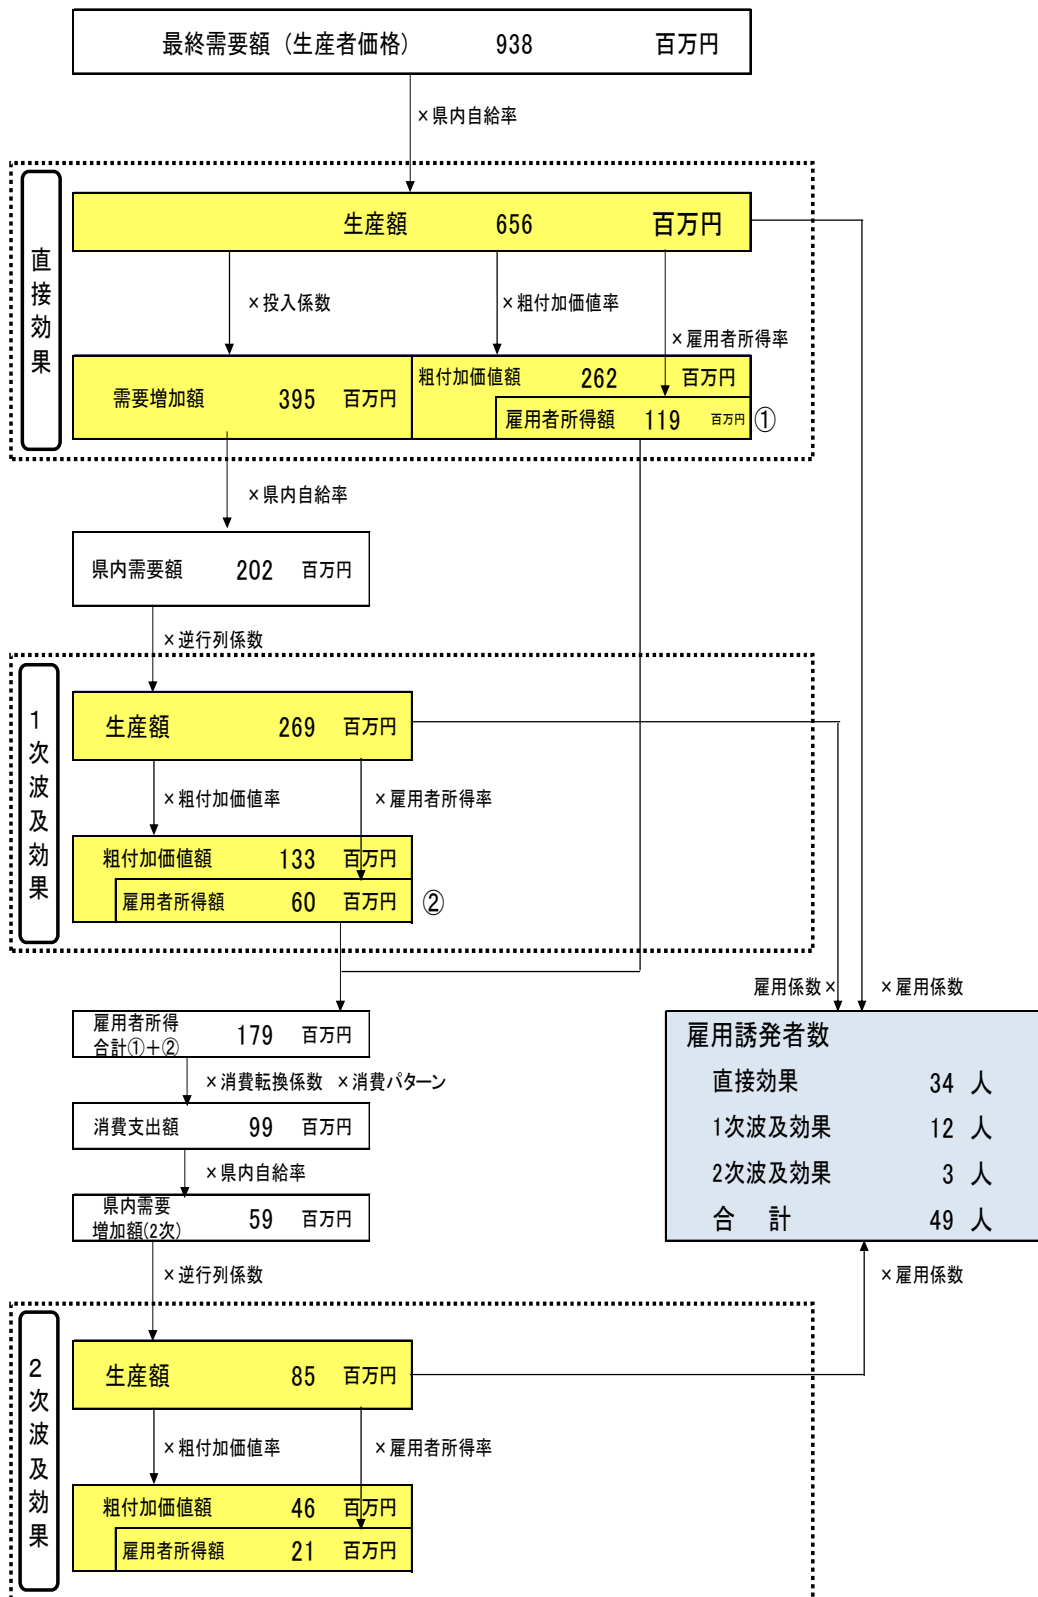 最終需要額（生産者価格） 938 百万円
×県内自給率
直接効果
生産額 656 百万円
×投入係数 ×粗付加価値率
×雇用者所得率
需要増加額 395 百万円
粗付加価値額 262 百万円
雇用者所得額 119 百万円 ①
×県内自給率
県内需要額 202 百万円
×逆行列係数
1次波及効果
生産額 269 百万円
×粗付加価値率 ×雇用者所得率
粗付加価値額 133 百万円
雇用者所得額 60 百万円 ②
雇用係数× ×雇用係数
雇用者所得
合計①+② 179 百万円
×消費転換係数 ×消費パターン
消費支出額 99 百万円
×県内自給率
県内需要
増加額(2次) 59 百万円
雇用誘発者数
直接効果 34 人
1次波及効果 12 人
2次波及効果 3 人
合 計 49 人
×逆行列係数 ×雇用係数
2次波及効果
生産額 85 百万円
×粗付加価値率 ×雇用者所得率
粗付加価値額 46 百万円
雇用者所得額 21 百万円